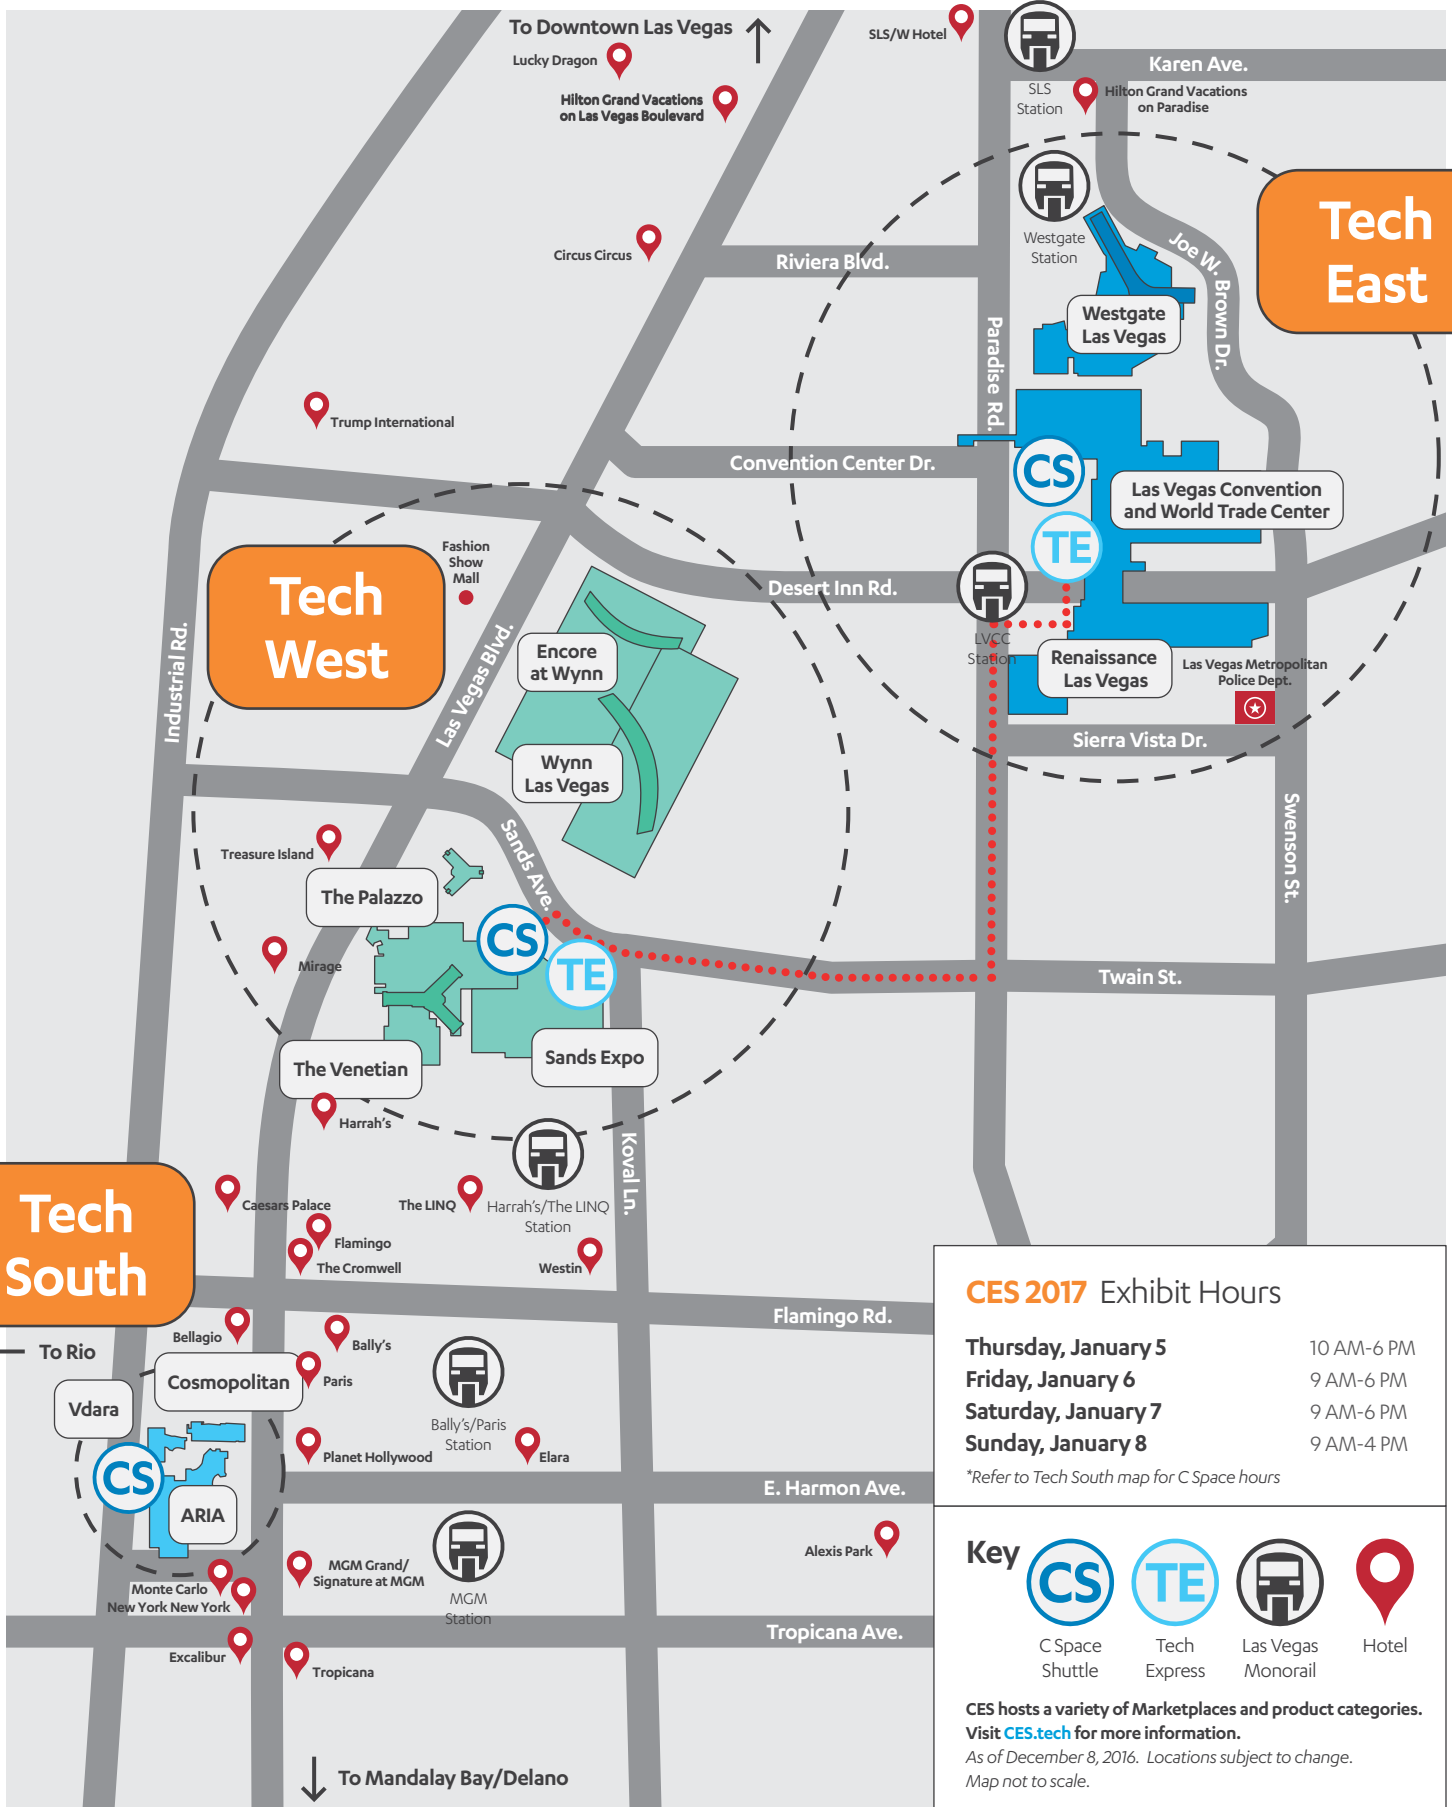 To Downtown Las Vegas
Lucky Dragon
Hilton Grand Vacations
on Las Vegas Boulevard
SLS/W Hotel
SLS
Station
Karen Ave.
Hilton Grand Vacations
on Paradise
Tech
East
Westgate
Station
Joe W. Brown Dr.
Circus Circus
Riviera Blvd.
Westgate
Las Vegas
Paradise Rd.
Trump International
Convention Center Dr.
CS
Las Vegas Convention
and World Trade Center
TE
Fashion
Show
Mall
Tech
West
Desert Inn Rd.
Industrial Rd.
Las Vegas Blvd.
Encore
at Wynn
LVCC
Station
Renaissance
Las Vegas
Las Vegas Metropolitan
Police Dept.
Sierra Vista Dr.
Wynn
Las Vegas
Swenson St.
Sands Ave.
Treasure Island
The Palazzo
CS
TE
Mirage
Twain St.
The Venetian
Sands Expo
Harrah's
Koval Ln.
Tech
South
Caesars Palace
The LINQ
Harrah's/The LINQ
Station
Flamingo
The Cromwell
Westin
Flamingo Rd.
Bellagio
Bally's
To Rio
Cosmopolitan
Paris
Vdara
Bally's/Paris
Station
Planet Hollywood
Elara
CS
ARIA
E. Harmon Ave.
Alexis Park
MGM Grand/
Signature at MGM
Monte Carlo
New York New York
MGM
Station
Tropicana Ave.
Excalibur
Tropicana
To Mandalay Bay/Delano
CES 2017 Exhibit Hours
Thursday, January 5 10 AM-6 PM
Friday, January 6 9 AM-6 PM
Saturday, January 7 9 AM-6 PM
Sunday, January 8 9 AM-4 PM
*Refer to Tech South map for C Space hours
Key
CS
TE
C Space
Shuttle
Tech
Express
Las Vegas
Monorail
Hotel
CES hosts a variety of Marketplaces and product categories.
Visit CES.tech for more information.
As of December 8, 2016. Locations subject to change.
Map not to scale.